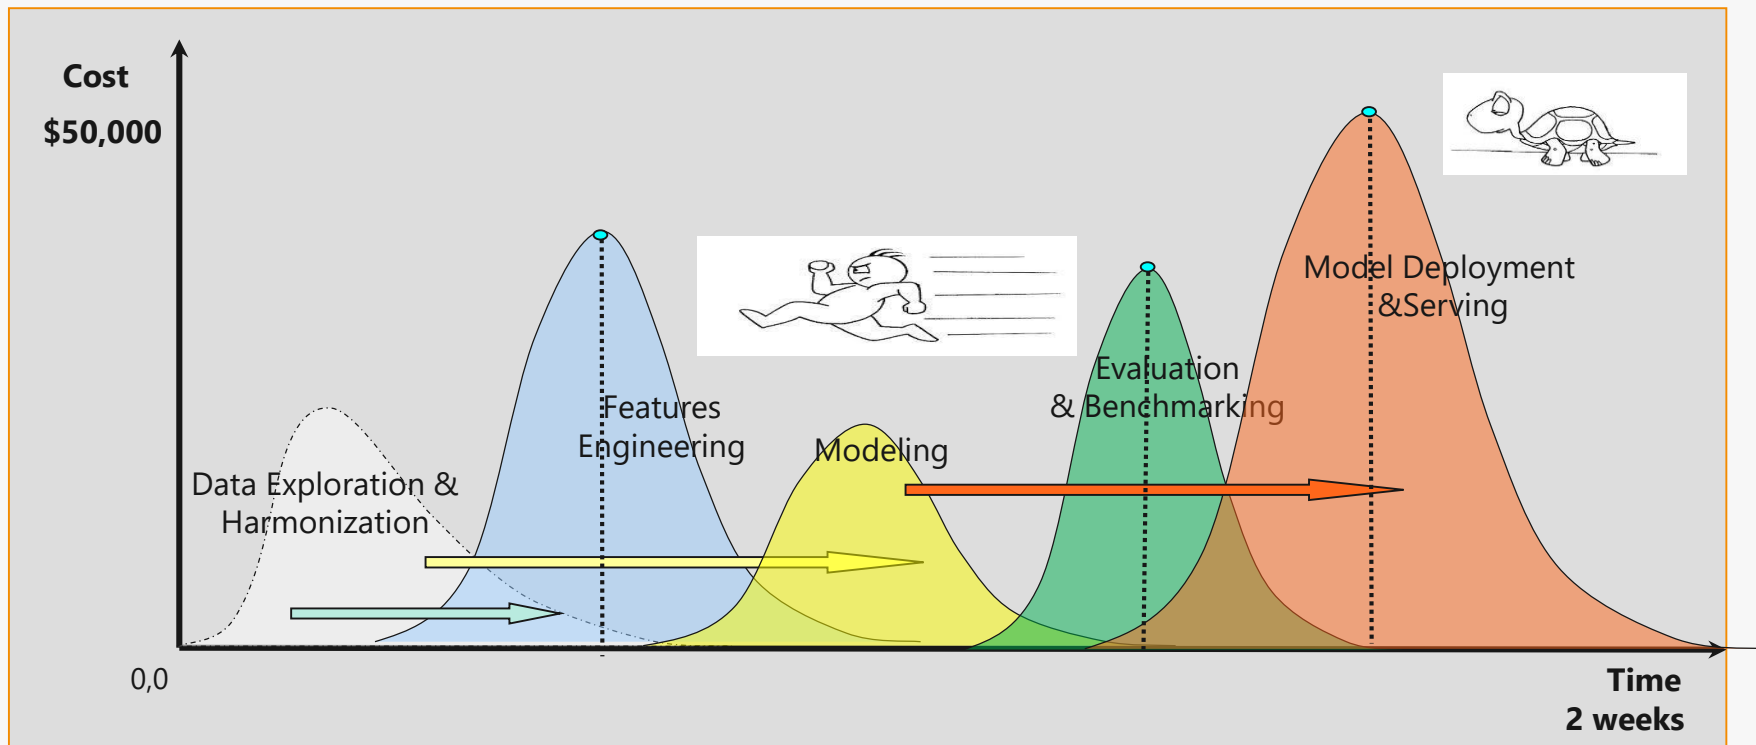 Cost
$50,000
Data Exploration &
Harmonization
Features
Engineering
Modeling
Evaluation
& Benchmarking
Model Deployment
&Serving
0,0
Time
2 weeks